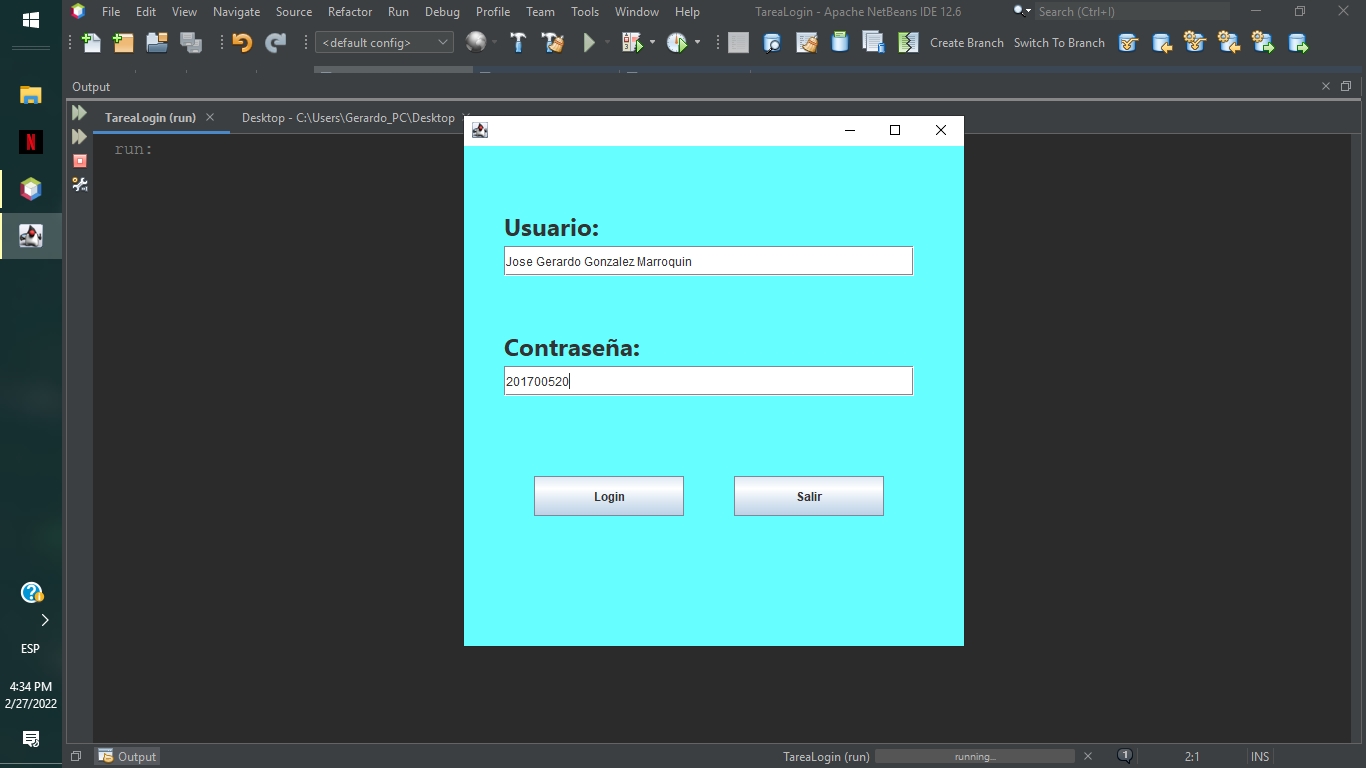 File Edit View Navigate Source Refactor Run Debug Profile Team Tools Window Help
TareaLogin - Apache NetBeans IDE 12.6
Search (Ctrl+I)
<default config>
Create Branch Switch To Branch
Output
TareaLogin (run)
Desktop - C:\Users\Gerardo_PC\Desktop
run:
Usuario:
Jose Gerardo Gonzalez Marroquin
Contraseña:
201700520
Login
Salir
ESP
4:34 PM
2/27/2022
Output
TareaLogin (run)
running...
1
2:1
INS